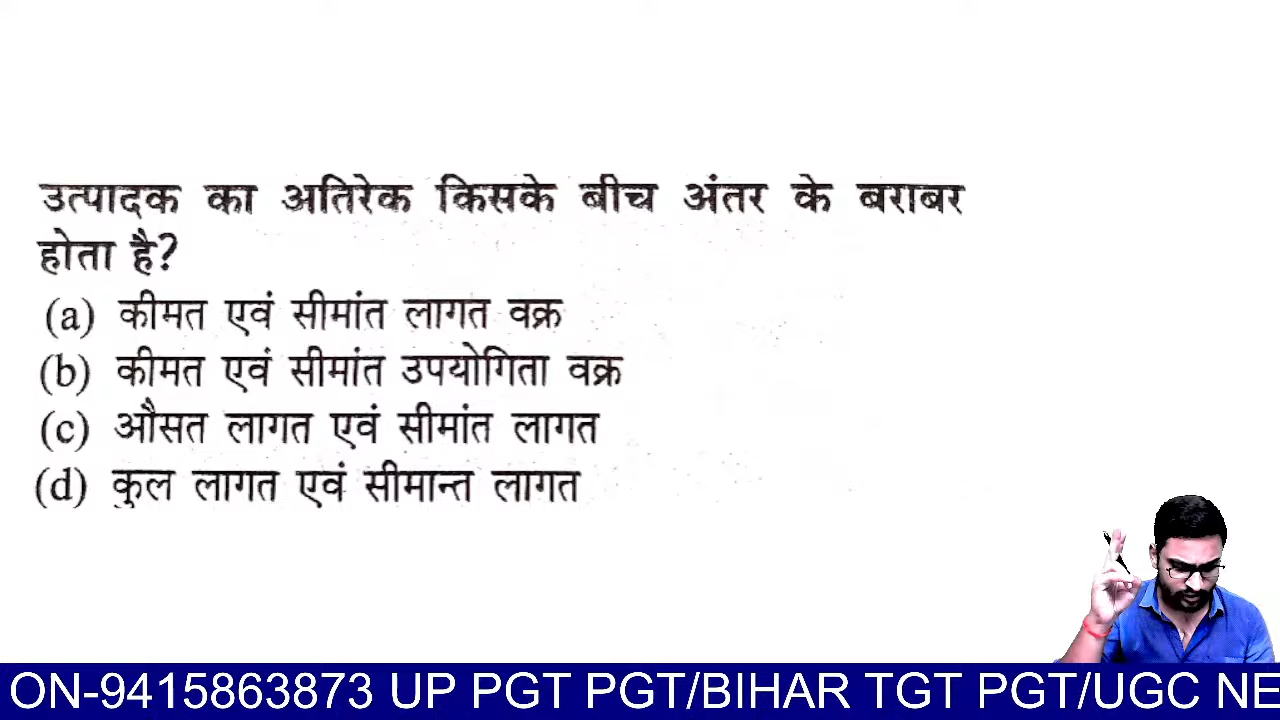 उत्पादक का अतिरेक किसके बीच अंतर के बराबर
होता है?
(a) कीमत एवं सीमांत लागत वक्र
(b) कीमत एवं सीमांत उपयोगिता वक्र
(c) औसत लागत एवं सीमांत लागत
(d) कुल लागत एवं सीमान्त लागत
ON-9415863873 UP PGT PGT/BIHAR TGT PGT/UGC NE